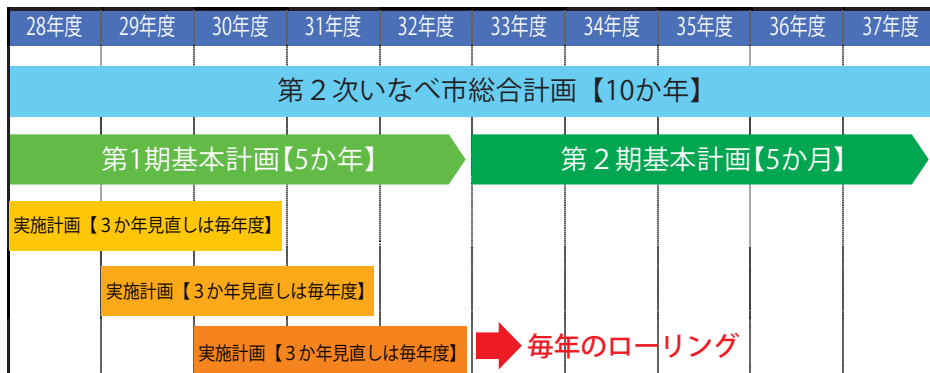 28年度 29年度 30年度 31年度 32年度 33年度 34年度 35年度 36年度 37年度
第２次いなべ市総合計画【10か年】
第1期基本計画【5か年】 第２期基本計画【5か月】
実施計画【３か年見直しは毎年度】
実施計画【３か年見直しは毎年度】
実施計画【３か年見直しは毎年度】 毎年のローリング